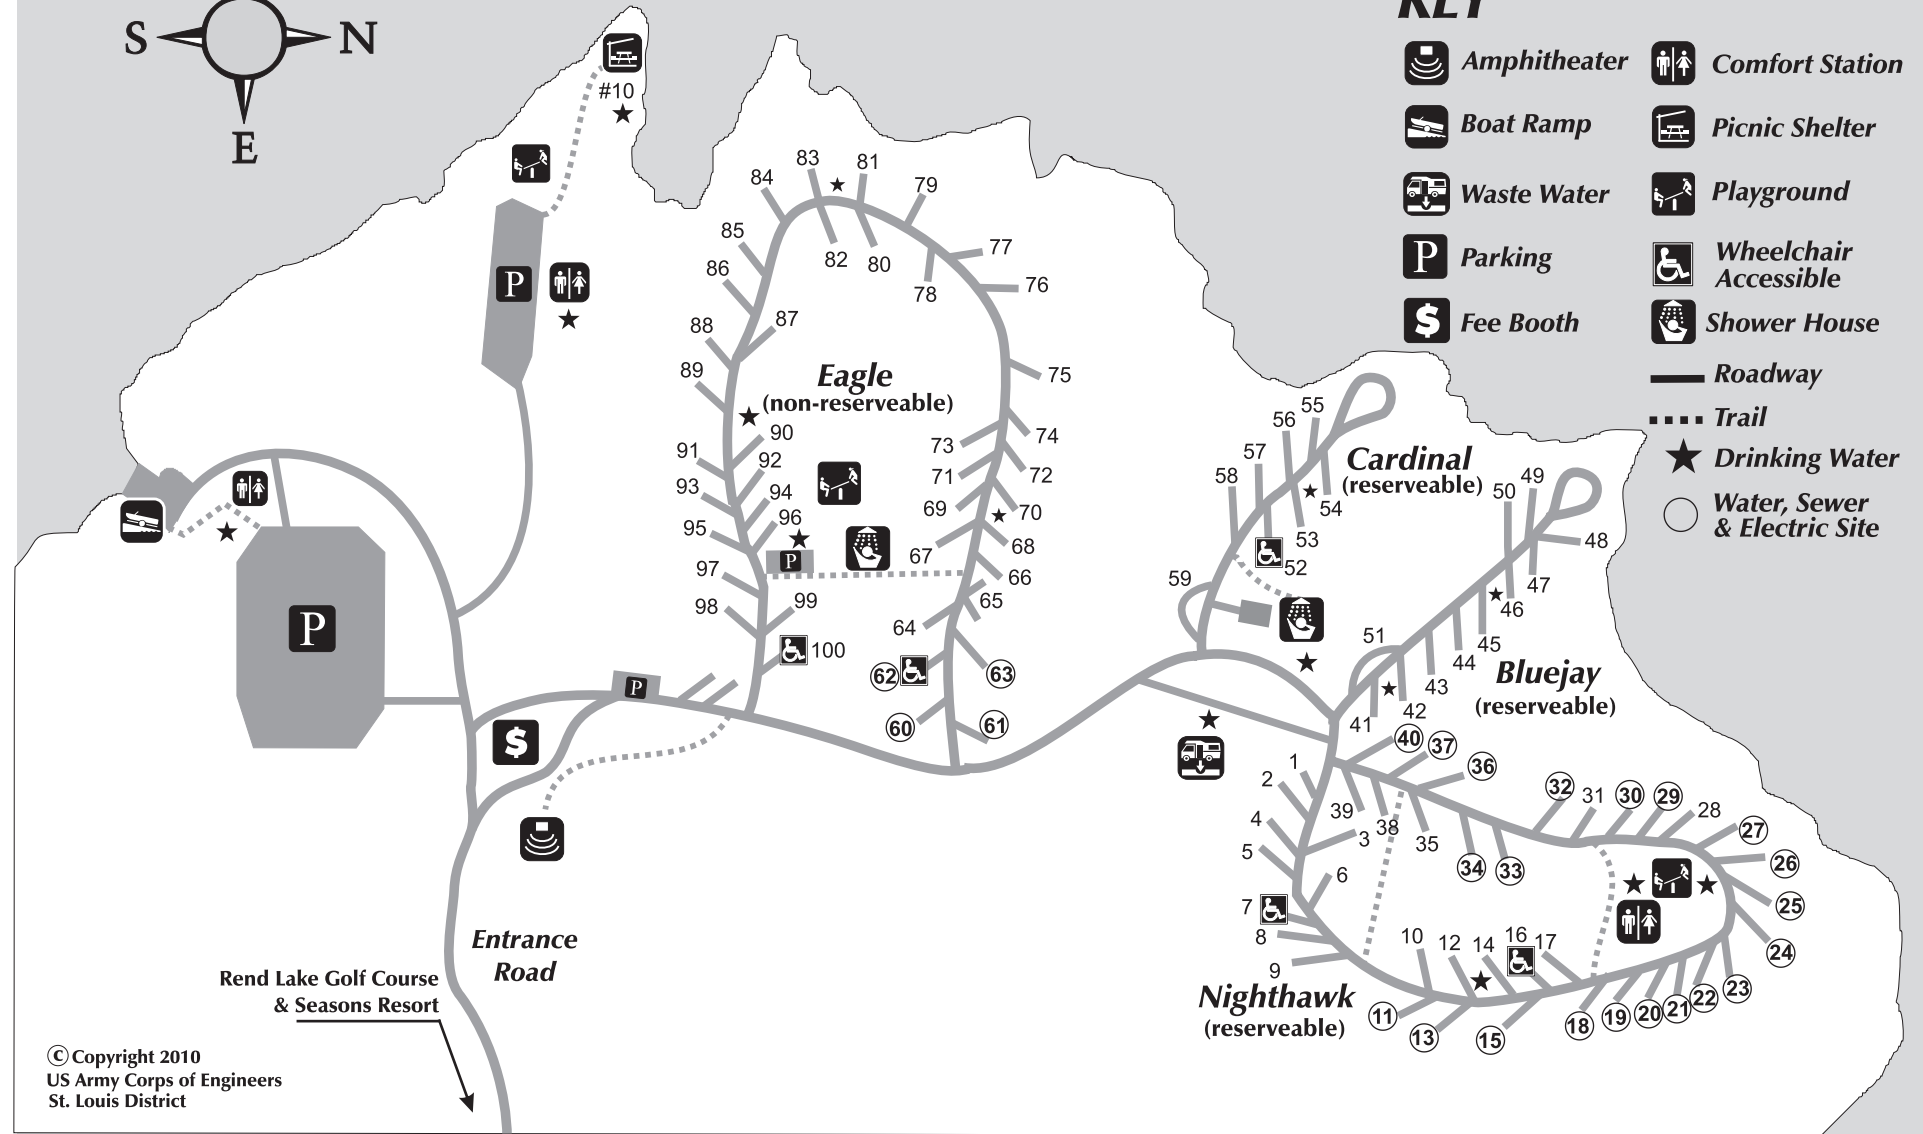 S
N
E
KEY
Amphitheater
Comfort Station
Boat Ramp
Picnic Shelter
Waste Water
Playground
P
Parking
Wheelchair
Accessible
$
Fee Booth
Shower House
Roadway
Trail
Drinking Water
Water, Sewer
& Electric Site
#10
P
P
Eagle
(non-reserveable)
84
83
81
79
85
82
80
77
86
78
76
88
87
75
89
90
73
74
91
92
71
72
93
94
69
70
95
96
67
68
P
97
66
65
98
99
64
100
62
63
60
61
Cardinal
(reserveable)
55
56
57
58
54
53
52
59
Bluejay
(reserveable)
49
50
48
47
46
51
45
44
43
42
41
P
$
40
37
36
1
2
39
38
35
4
3
5
34
33
6
7
8
9
32
31
30
29
28
27
26
25
24
23
10
12
14
16
17
11
13
15
18
19
20
21
22
Nighthawk
(reserveable)
Entrance
Road
Rend Lake Golf Course
& Seasons Resort
© Copyright 2010
US Army Corps of Engineers
St. Louis District